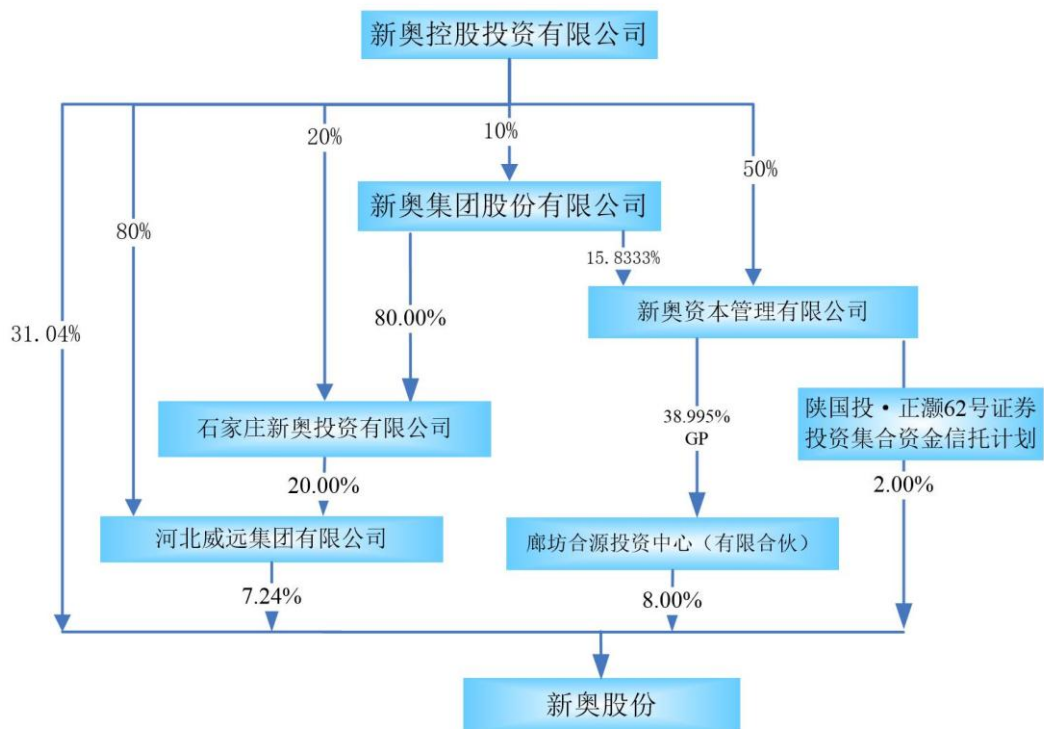 新奥控股投资有限公司
20%
10%
50%
新奥集团股份有限公司
80%
15.8333%
新奥资本管理有限公司
31.04%
80.00%
石家庄新奥投资有限公司
38.995%
GP
陕国投·正灏62号证券
投资集合资金信托计划
20.00%
2.00%
河北威远集团有限公司
廊坊合源投资中心（有限合伙）
7.24%
8.00%
新奥股份